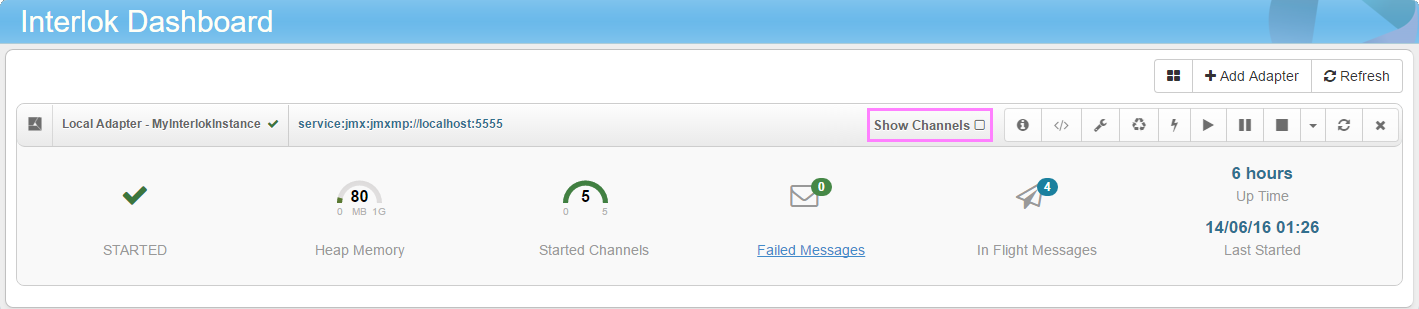 Interlok Dashboard
Add Adapter Refresh
Local Adapter - MyInterlokInstance service:jmx:jmxmp://localhost:5555 Show Channels
80 5 0 4 6 hours
0 MB 1G 0 5 Up Time
14/06/16 01:26
STARTED Heap Memory Started Channels Failed Messages In Flight Messages Last Started